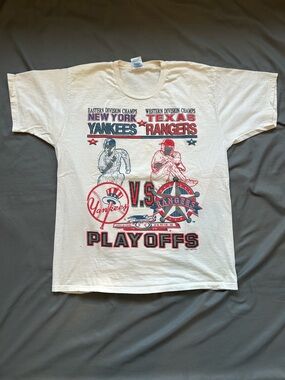 EASTERN DIVISION CHAMPS WESTERN DIVISION CHAMPS
NEW YORK TEXAS
YANKEES RANGERS
Yankees V.S. RANGERS
PLAYOFFS